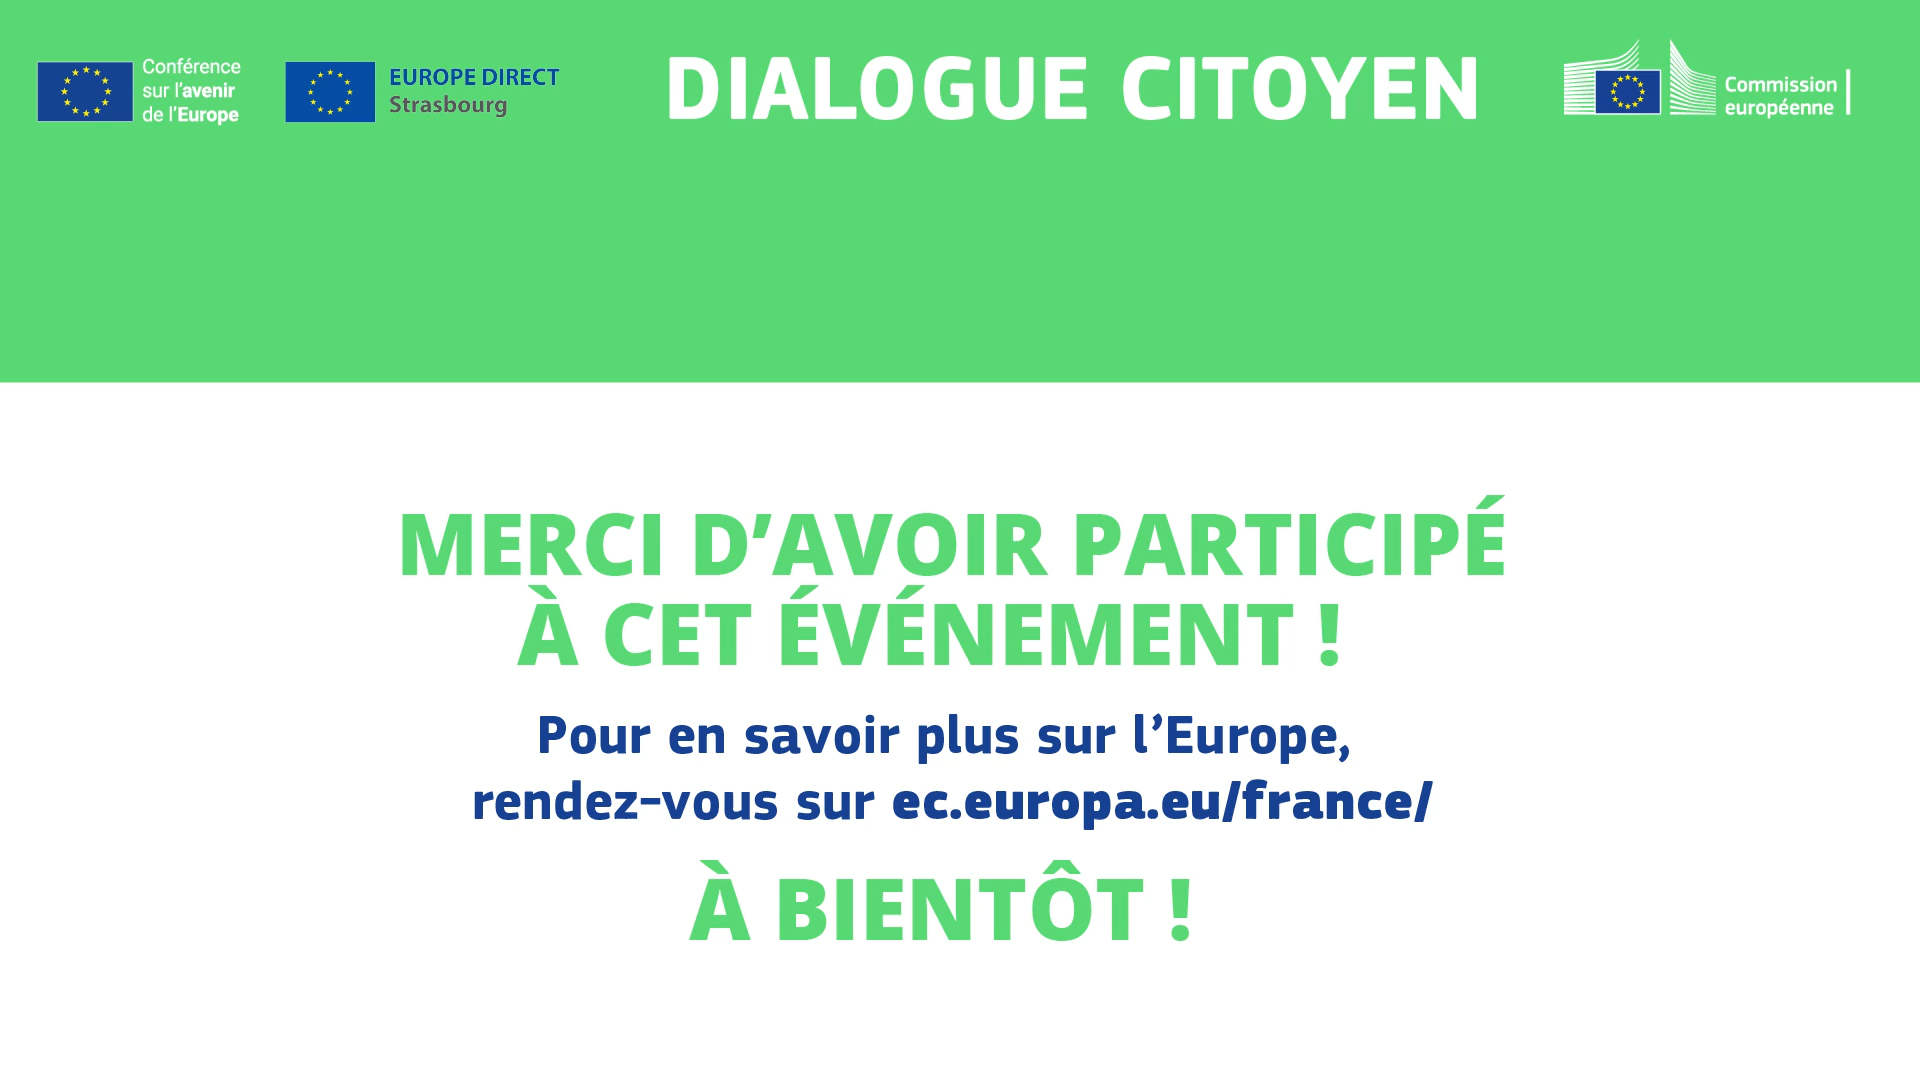 Conférence
sur l'avenir
de l'Europe
EUROPE DIRECT
Strasbourg
DIALOGUE CITOYEN
Commission
européenne
MERCI D’AVOIR PARTICIPÉ
À CET ÉVÉNEMENT !
Pour en savoir plus sur l’Europe,
rendez-vous sur ec.europa.eu/france/
À BIENTÔT !